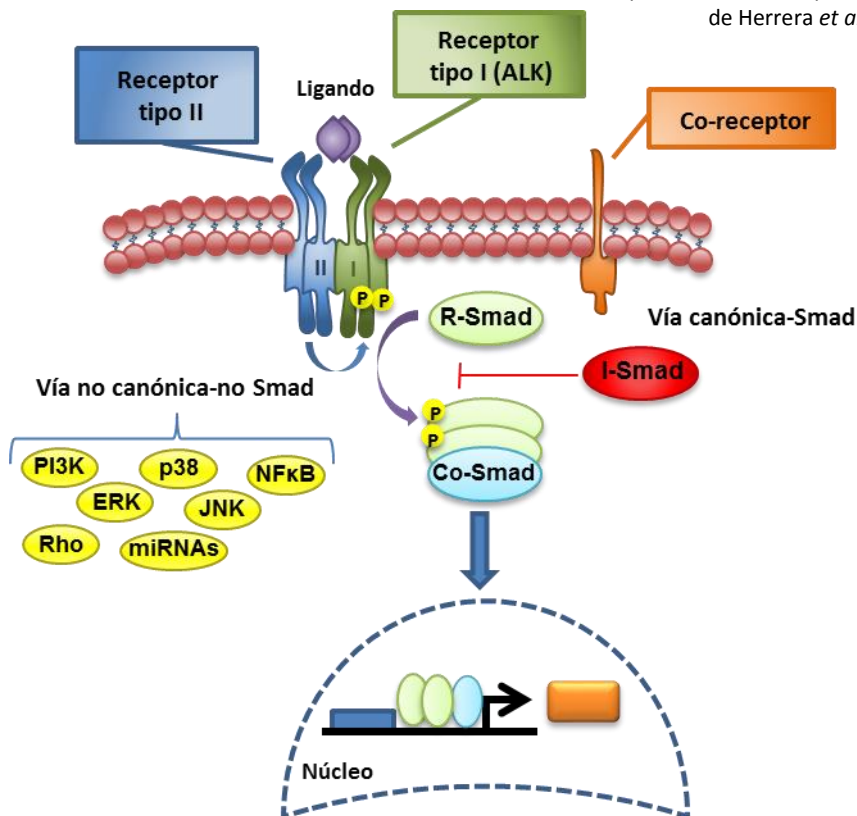 de Herrera et a
Receptor
tipo II
Ligando
Receptor
tipo I (ALK)
Co-receptor
II
I
P
P
R-Smad
Vía canónica-Smad
I-Smad
Vía no canónica-no Smad
P
P
Co-Smad
PI3K
p38
NFκB
ERK
JNK
Rho
miRNAs
Núcleo